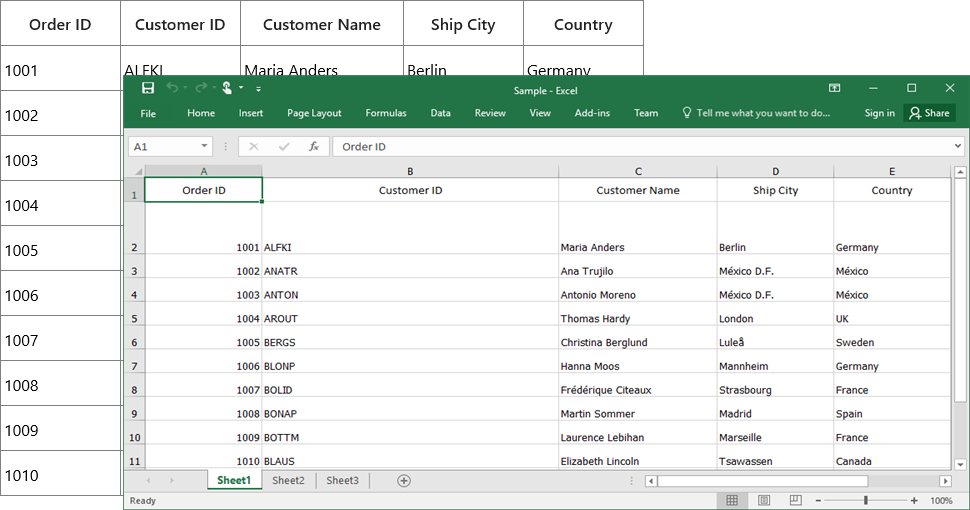 Order ID Customer ID Customer Name Ship City Country
1001 ALFKI Maria Anders Berlin Germany
1002
1003
1004
1005
1006
1007
1008
1009
1010
Sample - Excel
File Home Insert Page Layout Formulas Data Review View Add-ins Team Tell me what you want to do... Sign in Share
A1 fx Order ID
A B C D E
1 Order ID Customer ID Customer Name Ship City Country
2 1001 ALFKI Maria Anders Berlin Germany
3 1002 ANATR Ana Trujilo México D.F. México
4 1003 ANTON Antonio Moreno México D.F. México
5 1004 AROUT Thomas Hardy London UK
6 1005 BERGS Christina Berglund Luleå Sweden
7 1006 BLONP Hanna Moos Mannheim Germany
8 1007 BOLID Frédérique Citeaux Strasbourg France
9 1008 BONAP Martin Sommer Madrid Spain
10 1009 BOTTM Laurence Lebihan Marseille France
11 1010 BLAUS Elizabeth Lincoln Tsawassen Canada
Sheet1 Sheet2 Sheet3
Ready 100%